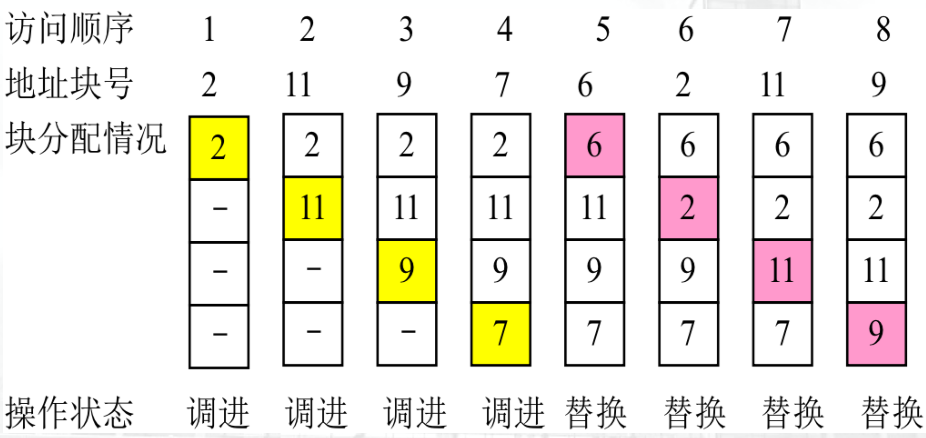 访问顺序 1 2 3 4 5 6 7 8
地址块号 2 11 9 7 6 2 11 9
块分配情况 2 2 2 2 6 6 6 6
- 11 11 11 11 2 2 2
- - 9 9 9 9 11 11
- - - 7 7 7 7 9
操作状态 调进 调进 调进 调进 替换 替换 替换 替换